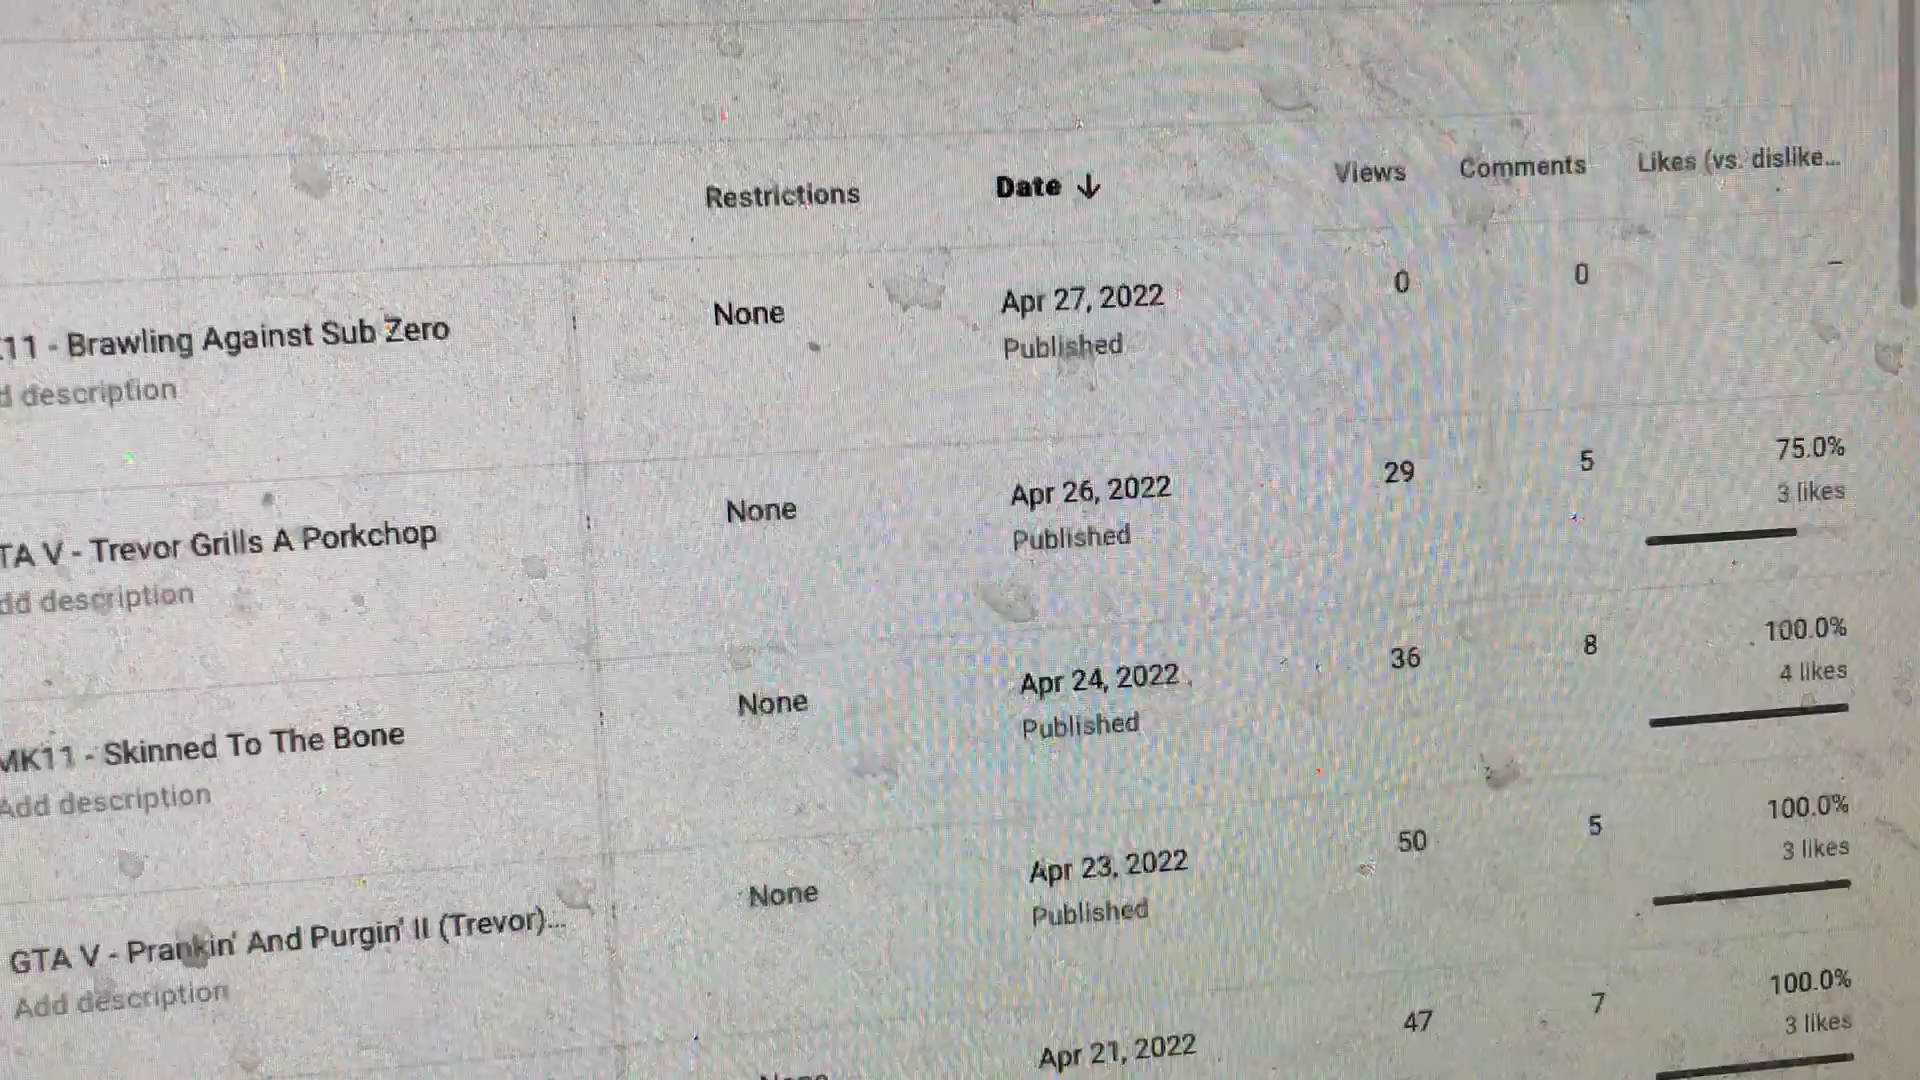 Restrictions Date ↓ Views Comments Likes (vs. dislike...
11 - Brawling Against Sub Zero None Apr 27, 2022 0 0 –
description Published
TA V - Trevor Grills A Porkchop None Apr 26, 2022 29 5 75.0%
dd description Published 3 likes
MK11 - Skinned To The Bone None Apr 24, 2022 36 8 100.0%
Add description Published 4 likes
GTA V - Prankin' And Purgin' II (Trevor)... None Apr 23, 2022 50 5 100.0%
Add description Published 3 likes
Apr 21, 2022 47 7 100.0%
3 likes